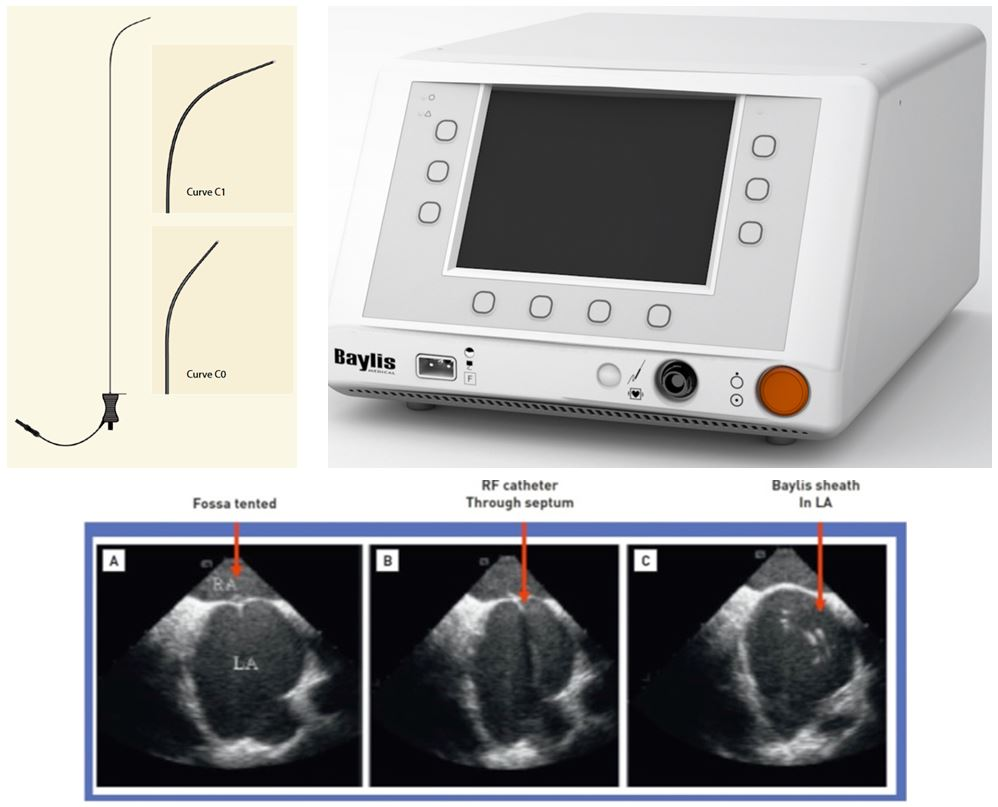 Curve C1
Curve C0
Baylis
MEDICAL
F
Fossa tented
RF catheter
Through septum
Baylis sheath
In LA
A
RA
LA
B
C